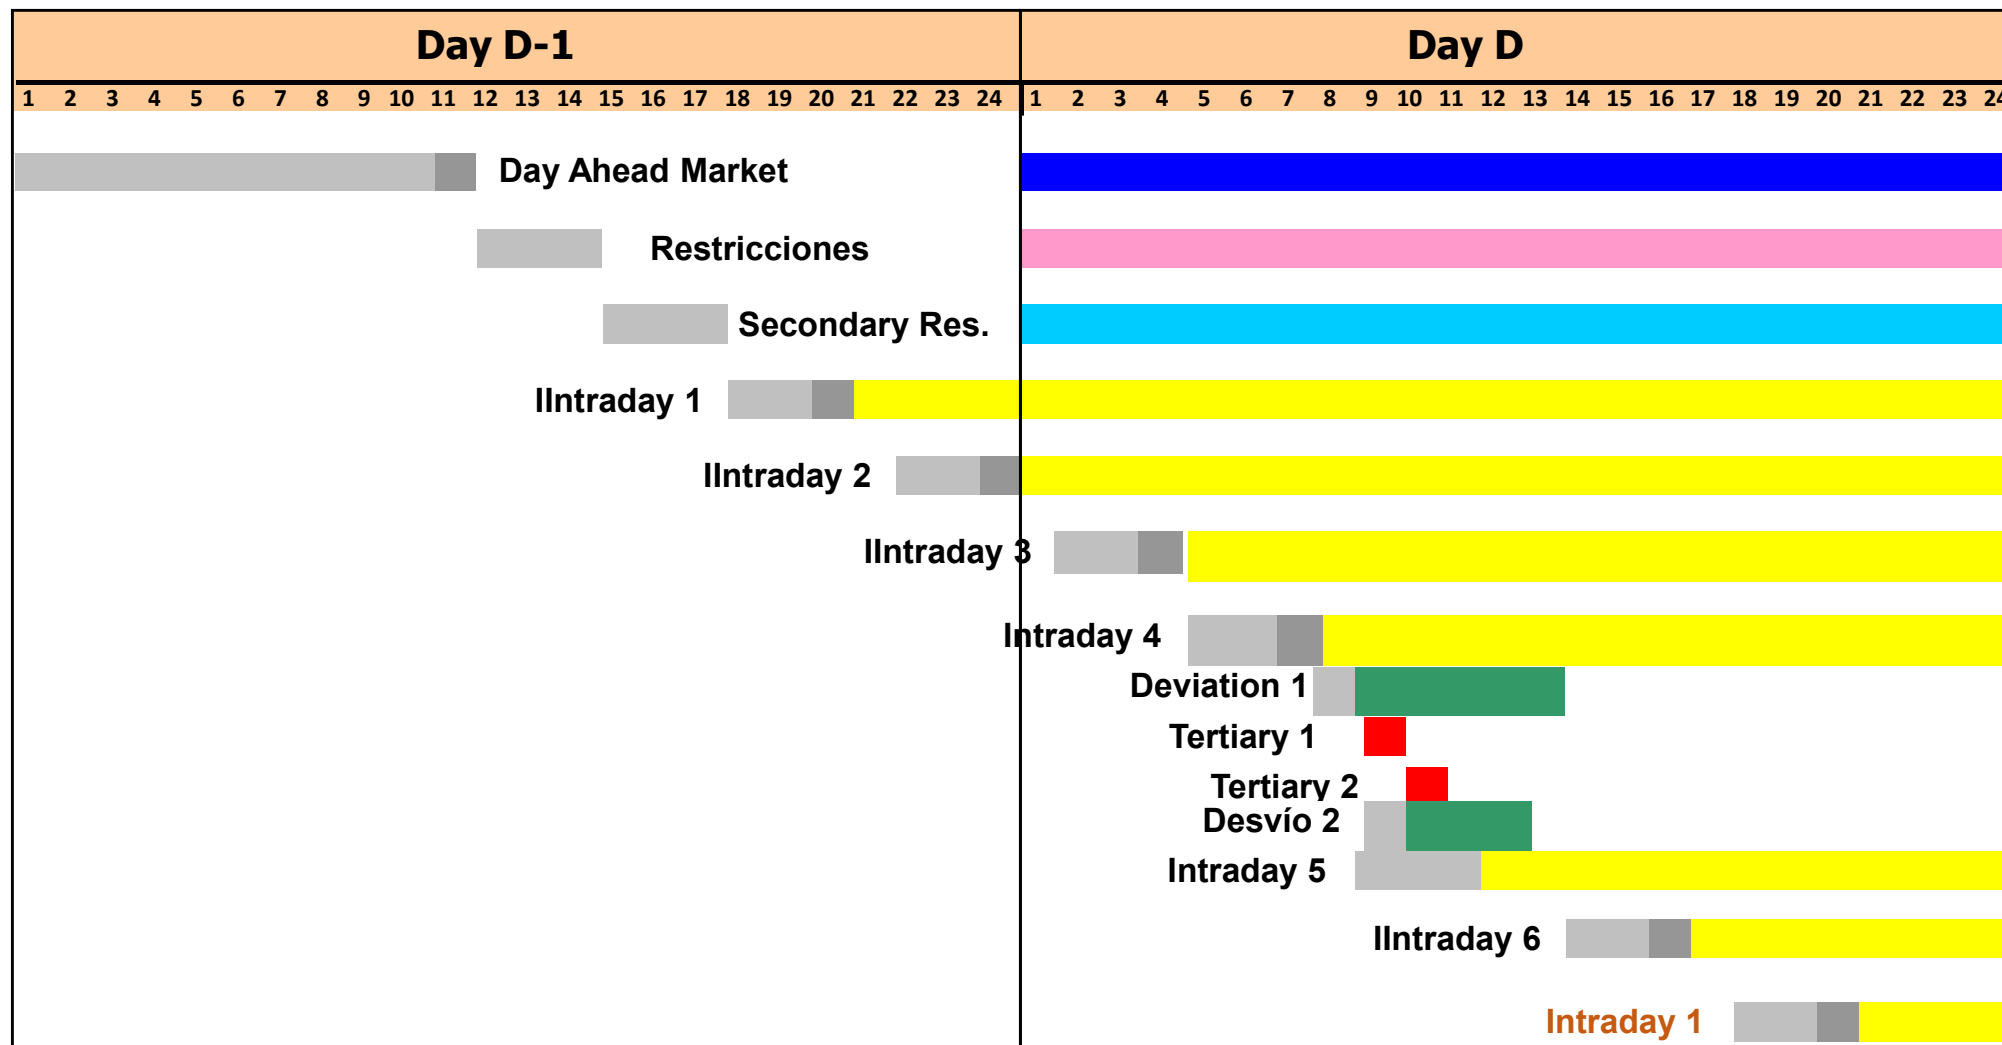 Day D-1 Day D
1 2 3 4 5 6 7 8 9 10 11 12 13 14 15 16 17 18 19 20 21 22 23 24 1 2 3 4 5 6 7 8 9 10 11 12 13 14 15 16 17 18 19 20 21 22 23 24
Day Ahead Market
Restricciones
Secondary Res.
IIntraday 1
IIntraday 2
IIntraday 3
Intraday 4
Deviation 1
Tertiary 1
Tertiary 2
Desvío 2
Intraday 5
IIntraday 6
Intraday 1